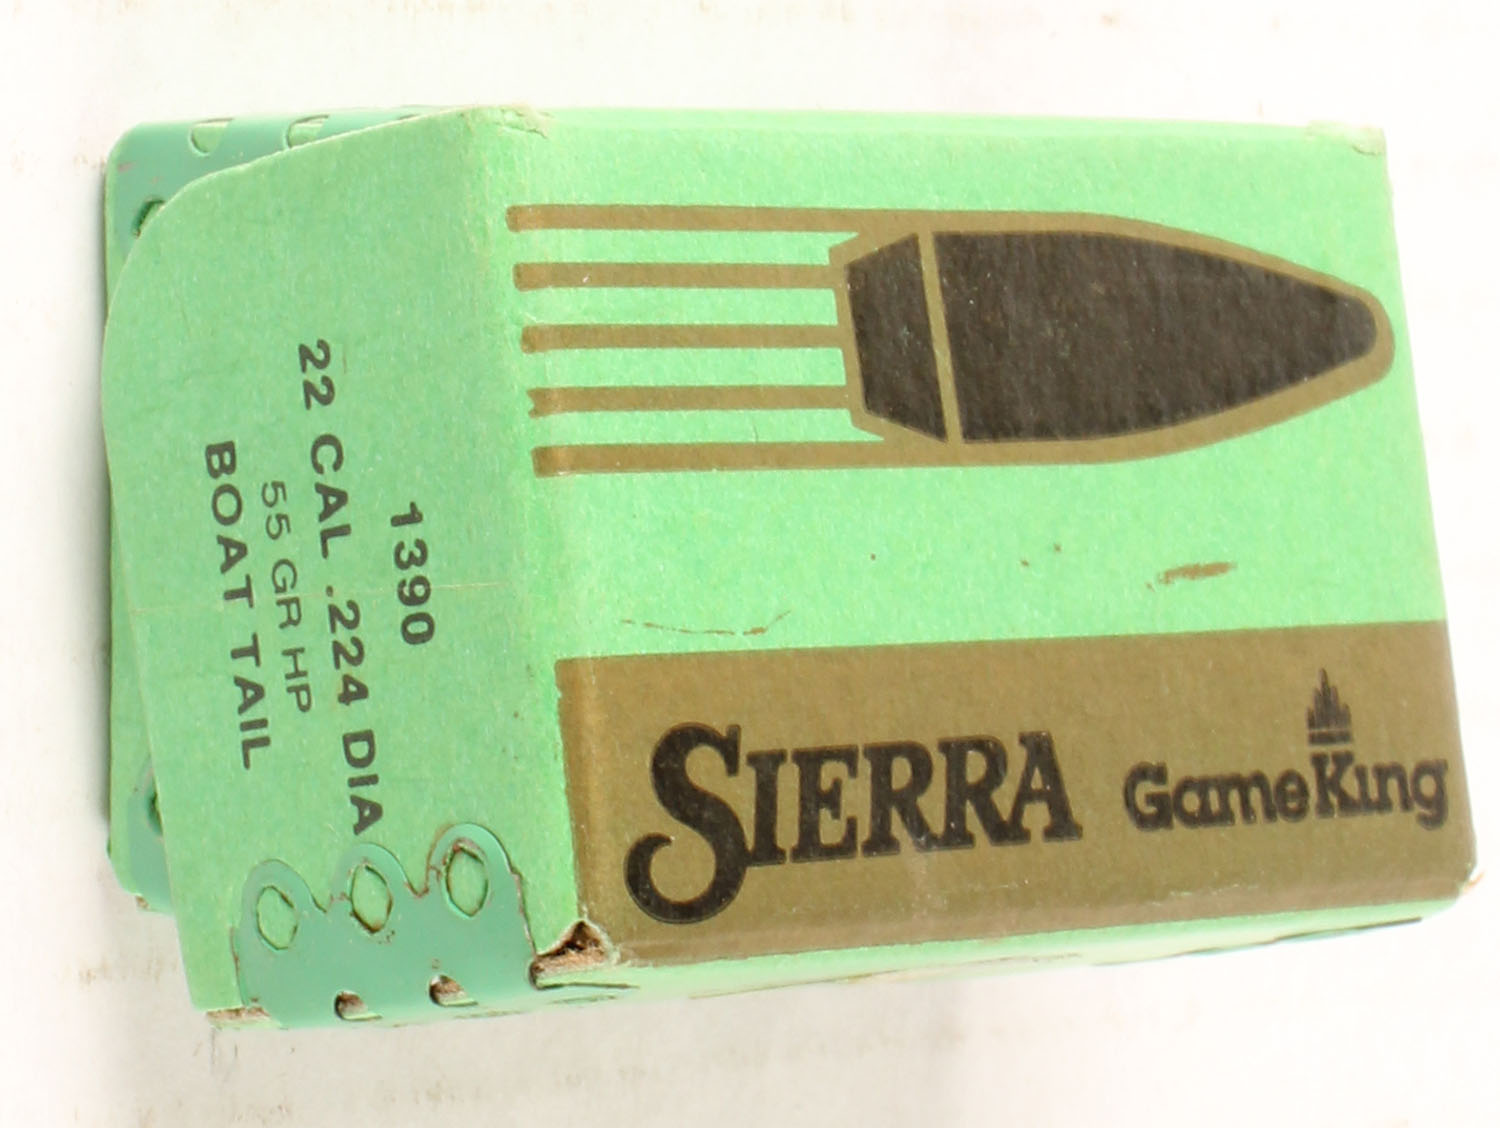 1390
22 CAL .224 DIA
55 GR HP
BOAT TAIL
SIERRA GameKing